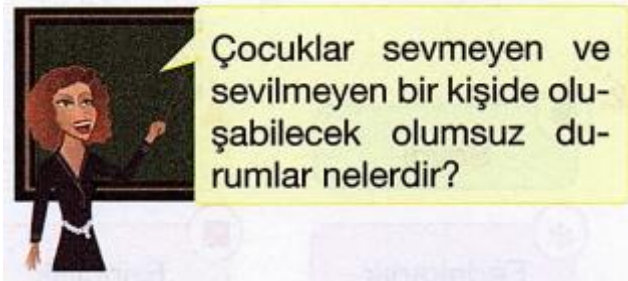 Çocuklar sevmeyen ve
sevilmeyen bir kişide olu-
şabilecek olumsuz du-
rumlar nelerdir?